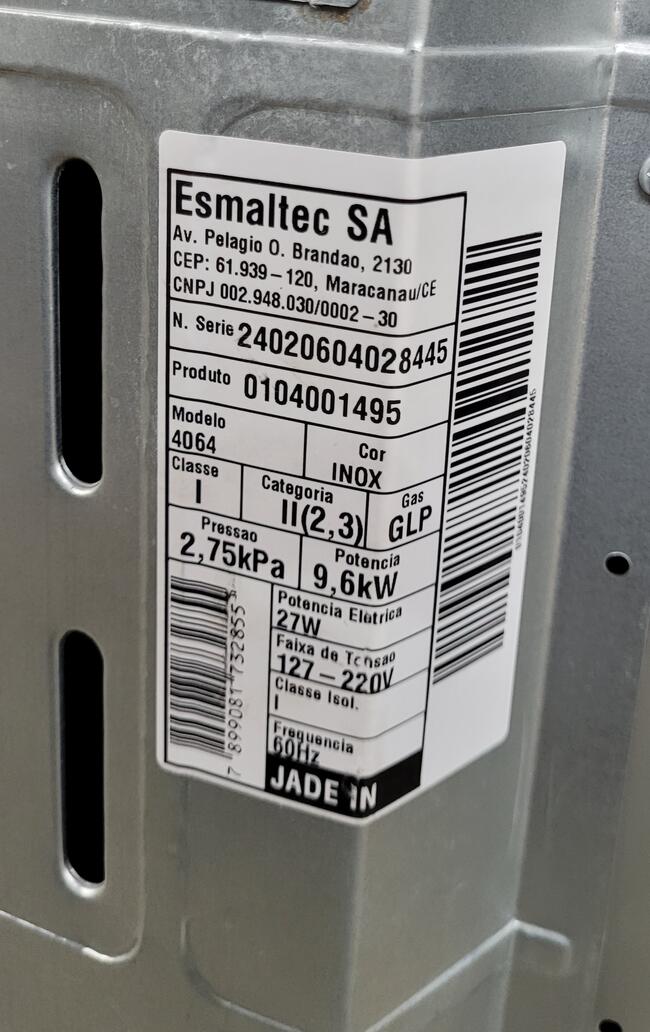 Esmaltec SA
Av. Pelagio O. Brandao, 2130
CEP: 61.939-120, Maracanau/CE
CNPJ 002.948.030/0002-30
N. Serie 24020604028445
Produto 0104001495
Modelo
4064
Cor
INOX
Classe
I
Categoria
II(2,3)
Gas
GLP
Pressao
2,75kPa
Potencia
9,6kW
Potencia Elétrica
27W
Faixa de Tensao
127-220V
Classe Isol.
I
Frequencia
60Hz
JADE IN
7 899081 732855
010400149524020604028445